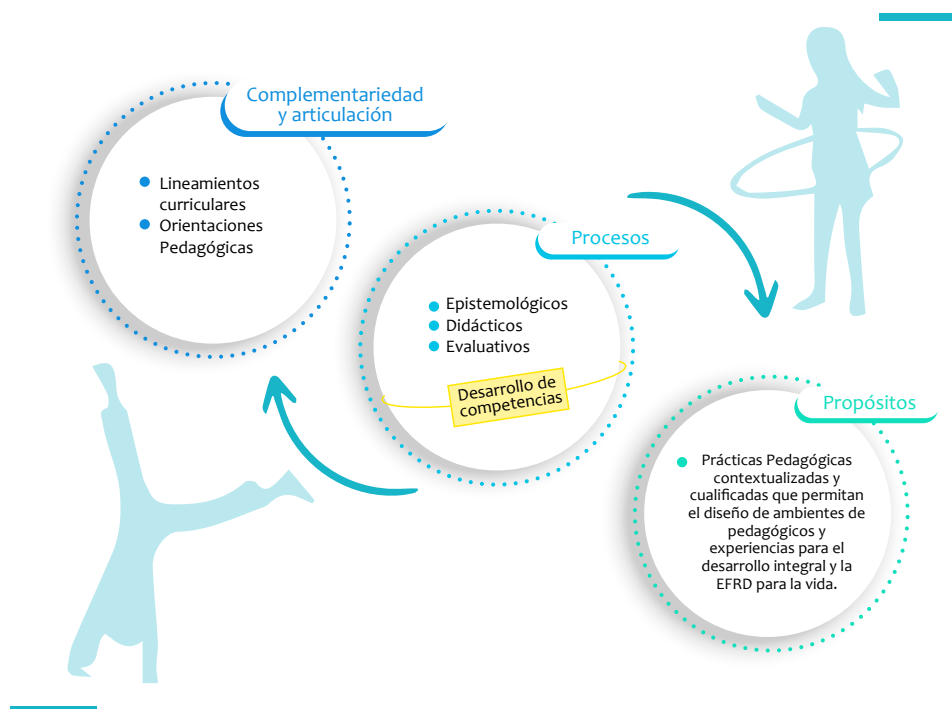 Complementariedad
y articulación
Lineamientos
curriculares
Orientaciones
Pedagógicas
Procesos
Epistemológicos
Didácticos
Evaluativos
Desarrollo de
competencias
Propósitos
Prácticas Pedagógicas
contextualizadas y
cualificadas que permitan
el diseño de ambientes de
pedagógicos y
experiencias para el
desarrollo integral y la
EFRD para la vida.